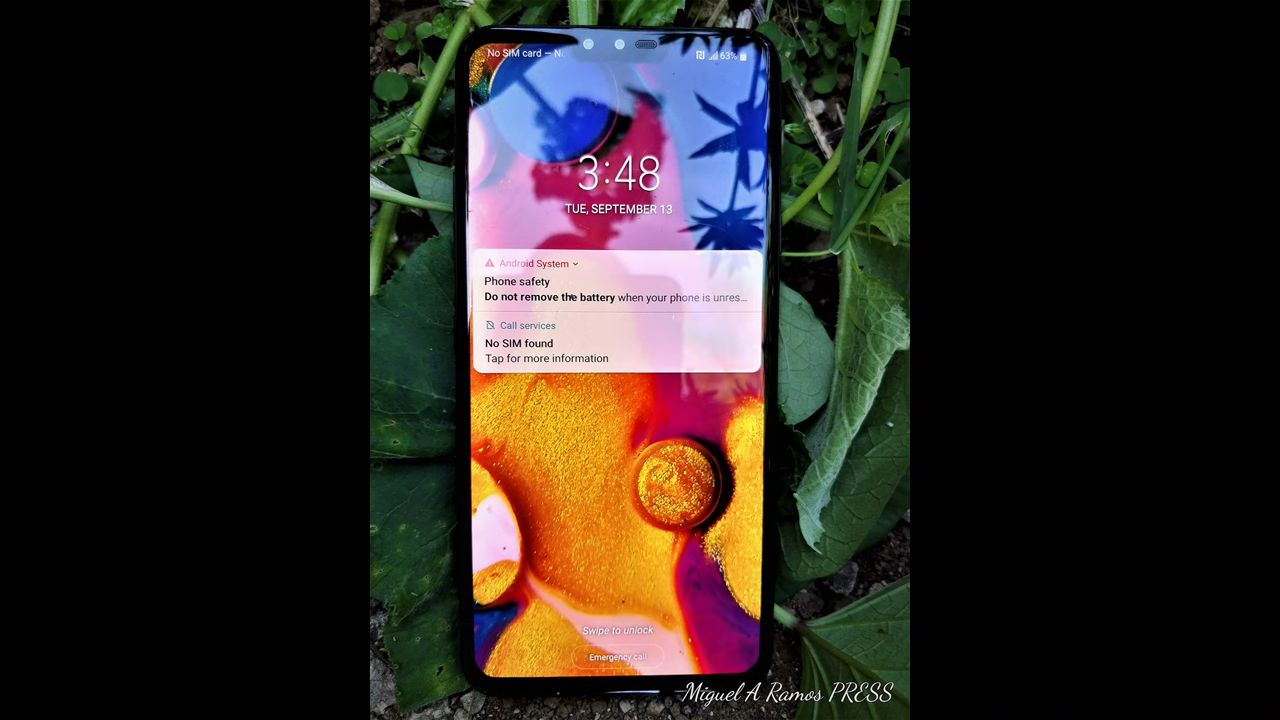 No SIM card — N
63%
3:48
TUE, SEPTEMBER 13
Android System
Phone safety
Do not remove the battery when your phone is unres...
Call services
No SIM found
Tap for more information
Swipe to unlock
Emergency call
Miguel A Ramos PRESS